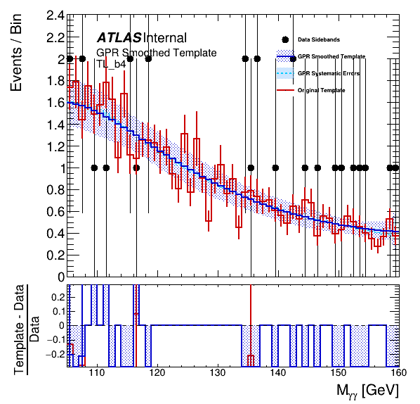 Events / Bin
2.4
2.2
2
1.8
1.6
1.4
1.2
1
0.8
0.6
0.4
0.2
0
ATLAS Internal
GPR Smoothed Template
TL_b4
Data Sidebands
GPR Smoothed Template
GPR Systematic Errors
Original Template
Template - Data
Data
0.2
0.1
0
−0.1
−0.2
110 120 130 140 150 160
Mγγ [GeV]